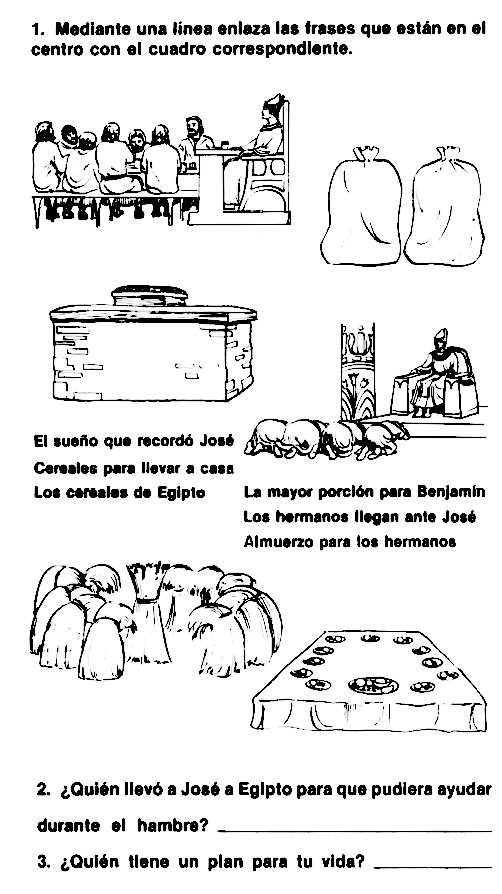 1. Mediante una línea enlaza las frases que están en el
centro con el cuadro correspondiente.
El sueño que recordó José
Cereales para llevar a casa
Los cereales de Egipto
La mayor porción para Benjamín
Los hermanos llegan ante José
Almuerzo para los hermanos
2. ¿Quién llevó a José a Egipto para que pudiera ayudar
durante el hambre?
3. ¿Quién tiene un plan para tu vida?